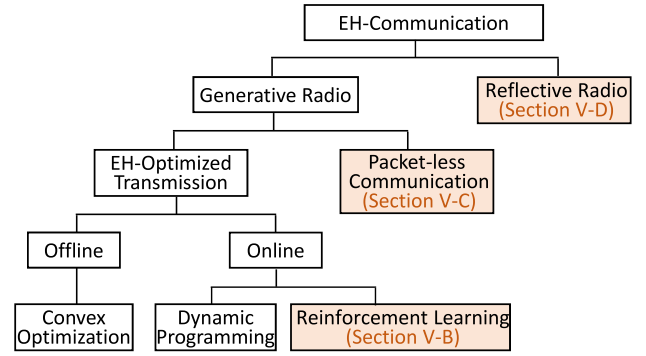 EH-Communication
Generative Radio
Reflective Radio
(Section V-D)
EH-Optimized
Transmission
Packet-less
Communication
(Section V-C)
Offline
Online
Convex
Optimization
Dynamic
Programming
Reinforcement Learning
(Section V-B)